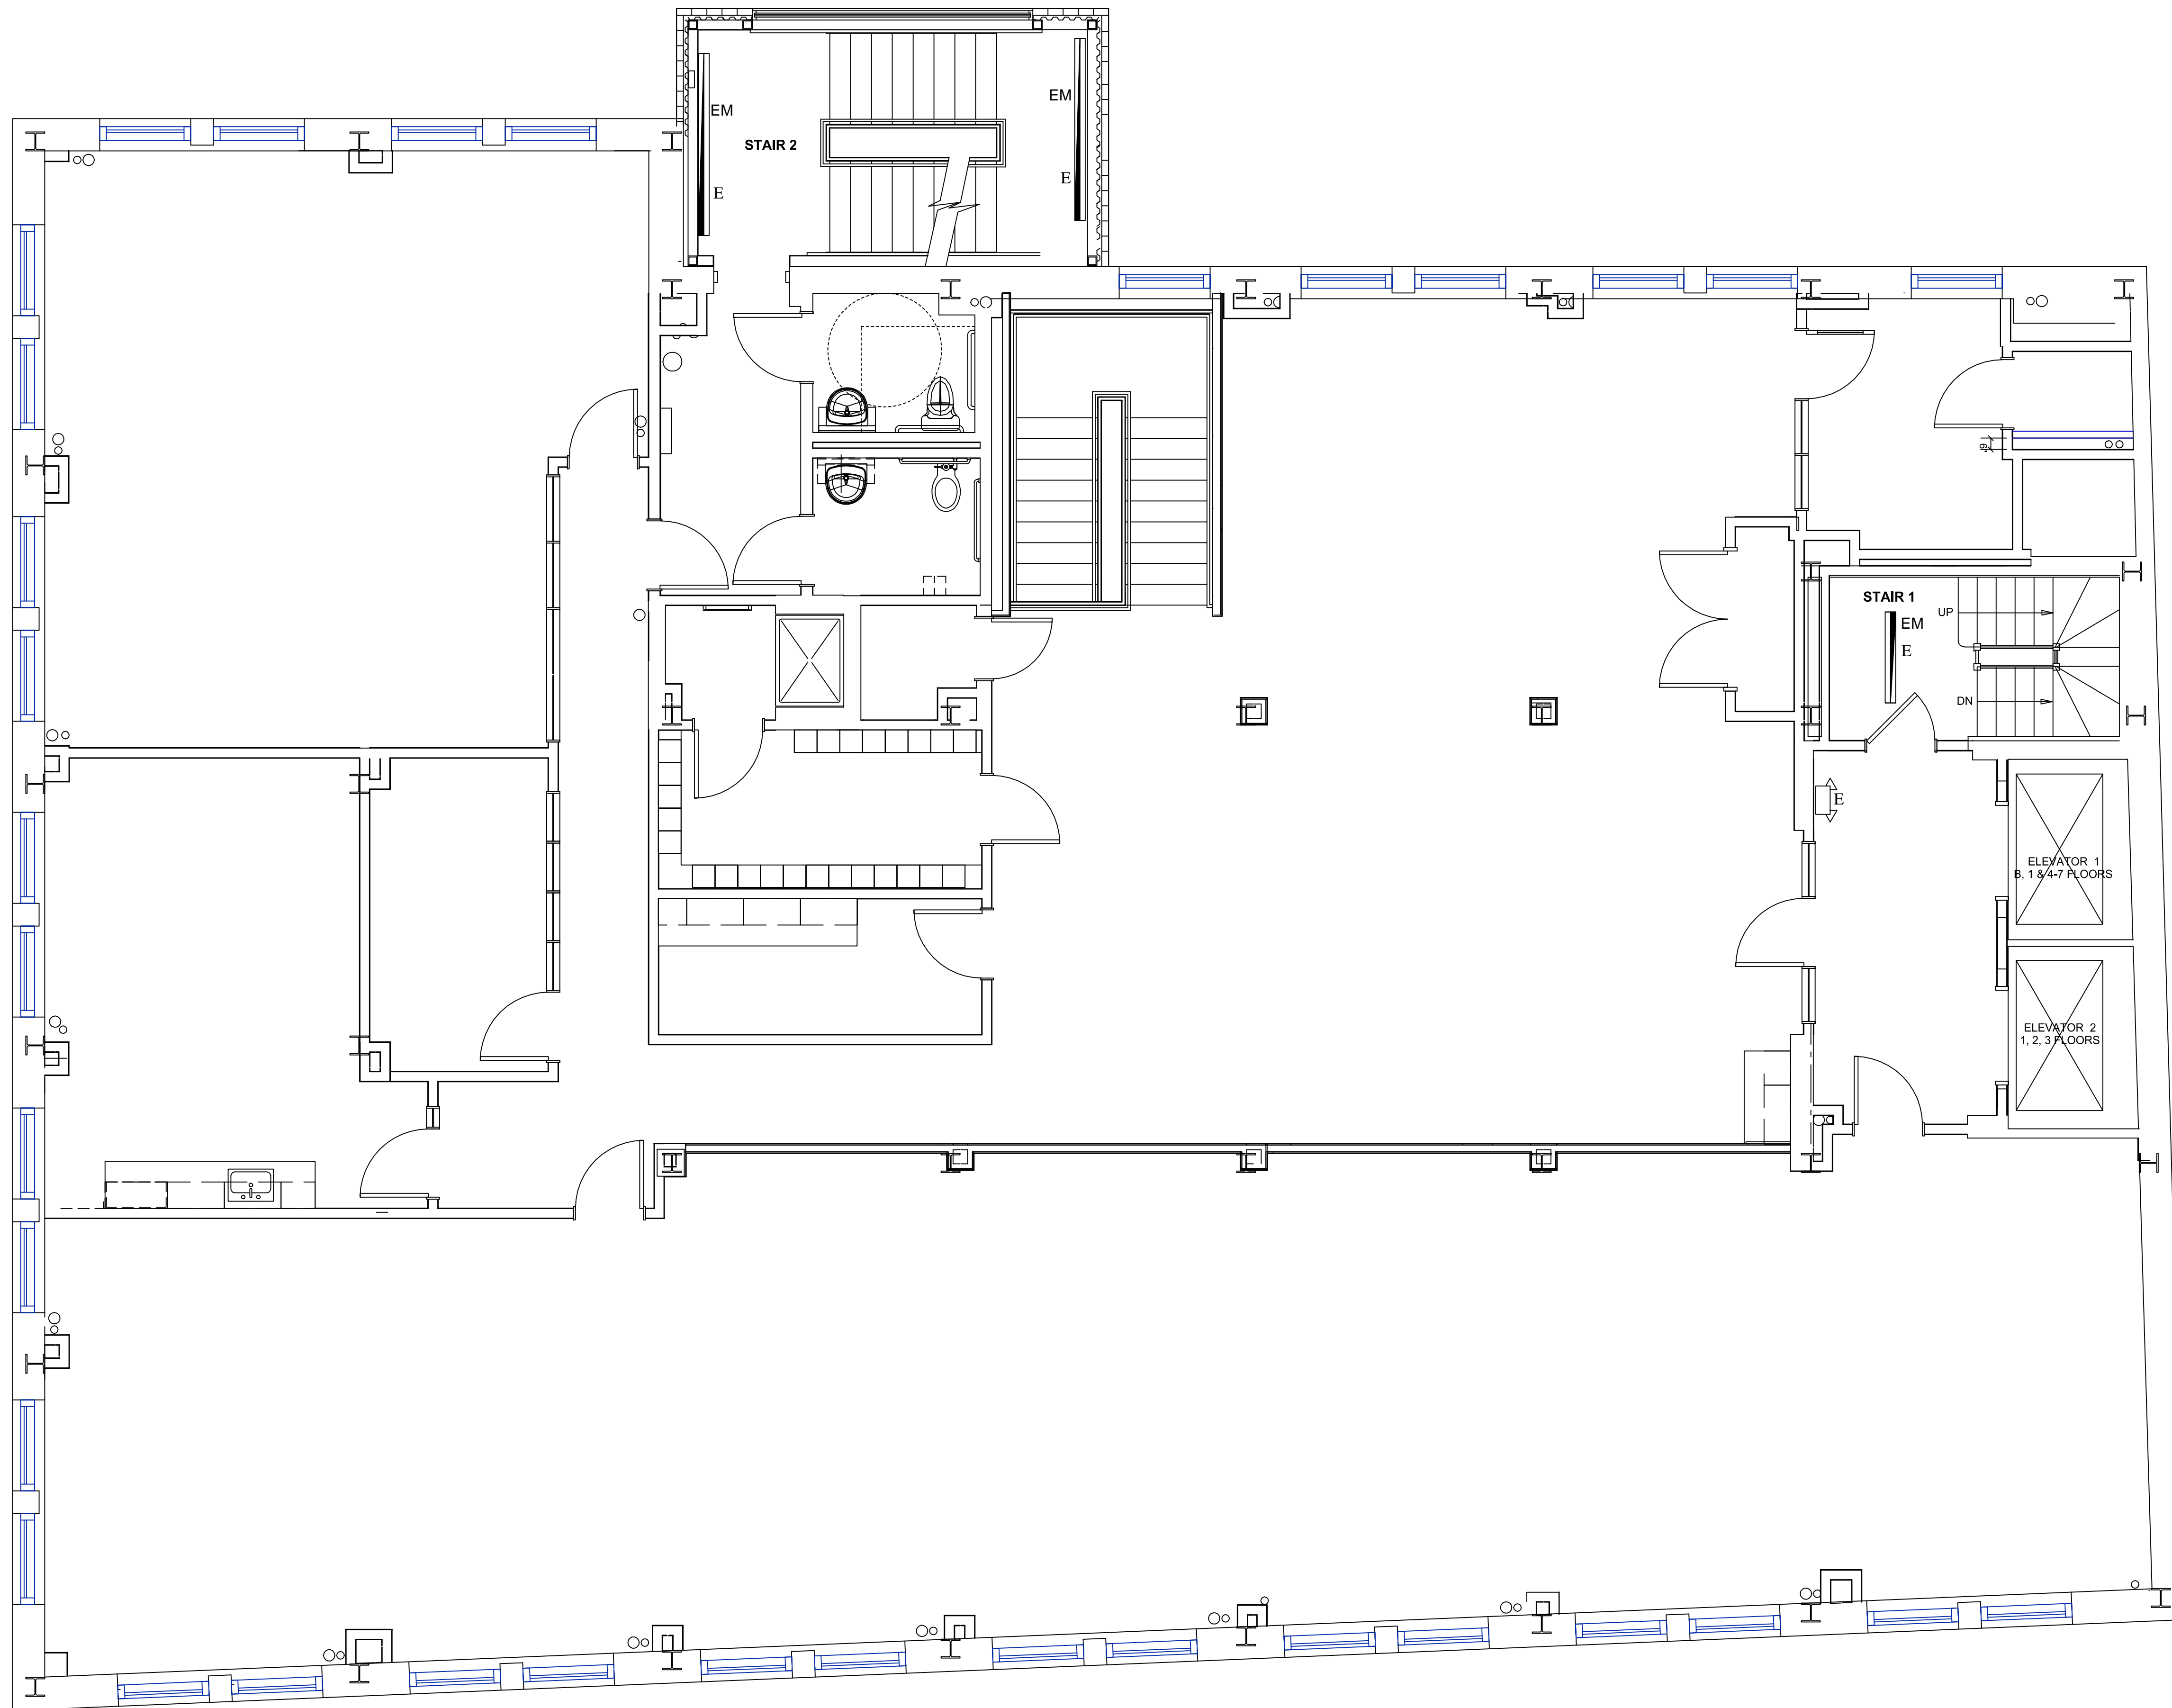 EM
EM
STAIR 2
E
E
9"
STAIR 1
UP
EM
E
DN
E
ELEVATOR 1
B, 1 & 4-7 FLOORS
ELEVATOR 2
1, 2, 3 FLOORS